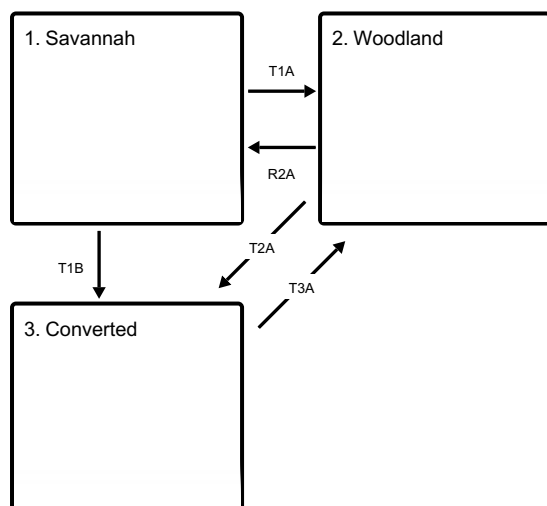 1. Savannah
2. Woodland
T1A
R2A
T1B
T2A
T3A
3. Converted